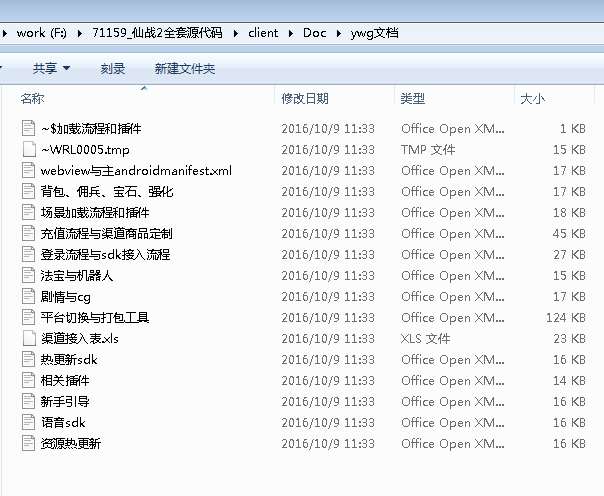 work (F:) ▸ 71159_仙战2全套源代码 ▸ client ▸ Doc ▸ ywg文档
共享 刻录 新建文件夹
名称 修改日期 类型 大小
~$加载流程和插件 2016/10/9 11:33 Office Open XM... 1 KB
~WRL0005.tmp 2016/10/9 11:33 TMP 文件 15 KB
webview与主androidmanifest.xml 2016/10/9 11:33 Office Open XM... 17 KB
背包、佣兵、宝石、强化 2016/10/9 11:33 Office Open XM... 17 KB
场景加载流程和插件 2016/10/9 11:33 Office Open XM... 18 KB
充值流程与渠道商品定制 2016/10/9 11:33 Office Open XM... 45 KB
登录流程与sdk接入流程 2016/10/9 11:33 Office Open XM... 27 KB
法宝与机器人 2016/10/9 11:33 Office Open XM... 15 KB
剧情与cg 2016/10/9 11:33 Office Open XM... 17 KB
平台切换与打包工具 2016/10/9 11:33 Office Open XM... 124 KB
渠道接入表.xls 2016/10/9 11:33 XLS 文件 23 KB
热更新sdk 2016/10/9 11:33 Office Open XM... 16 KB
相关插件 2016/10/9 11:33 Office Open XM... 14 KB
新手引导 2016/10/9 11:33 Office Open XM... 16 KB
语音sdk 2016/10/9 11:33 Office Open XM... 16 KB
资源热更新 2016/10/9 11:33 Office Open XM... 16 KB